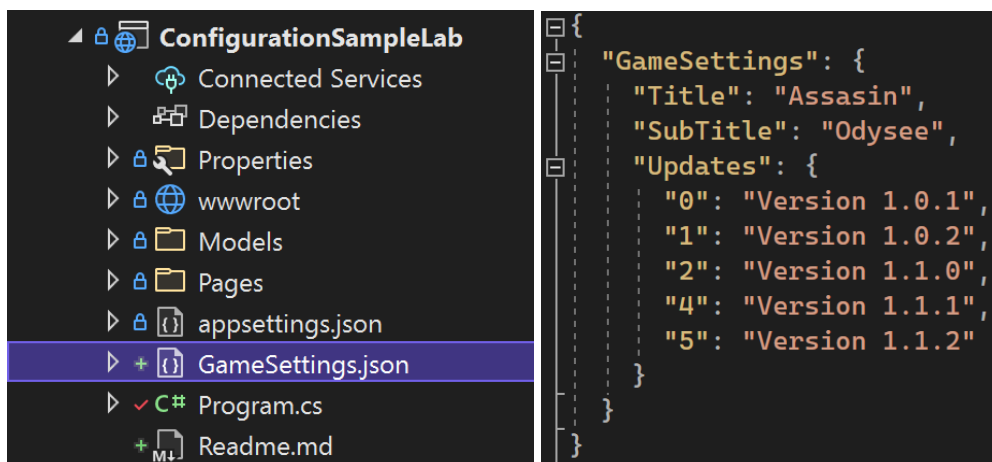 ConfigurationSampleLab
Connected Services
Dependencies
Properties
wwwroot
Models
Pages
appsettings.json
GameSettings.json
C# Program.cs
M↓ Readme.md
{
"GameSettings": {
"Title": "Assasin",
"SubTitle": "Odysee",
"Updates": {
"0": "Version 1.0.1",
"1": "Version 1.0.2",
"2": "Version 1.1.0",
"4": "Version 1.1.1",
"5": "Version 1.1.2"
}
}
}